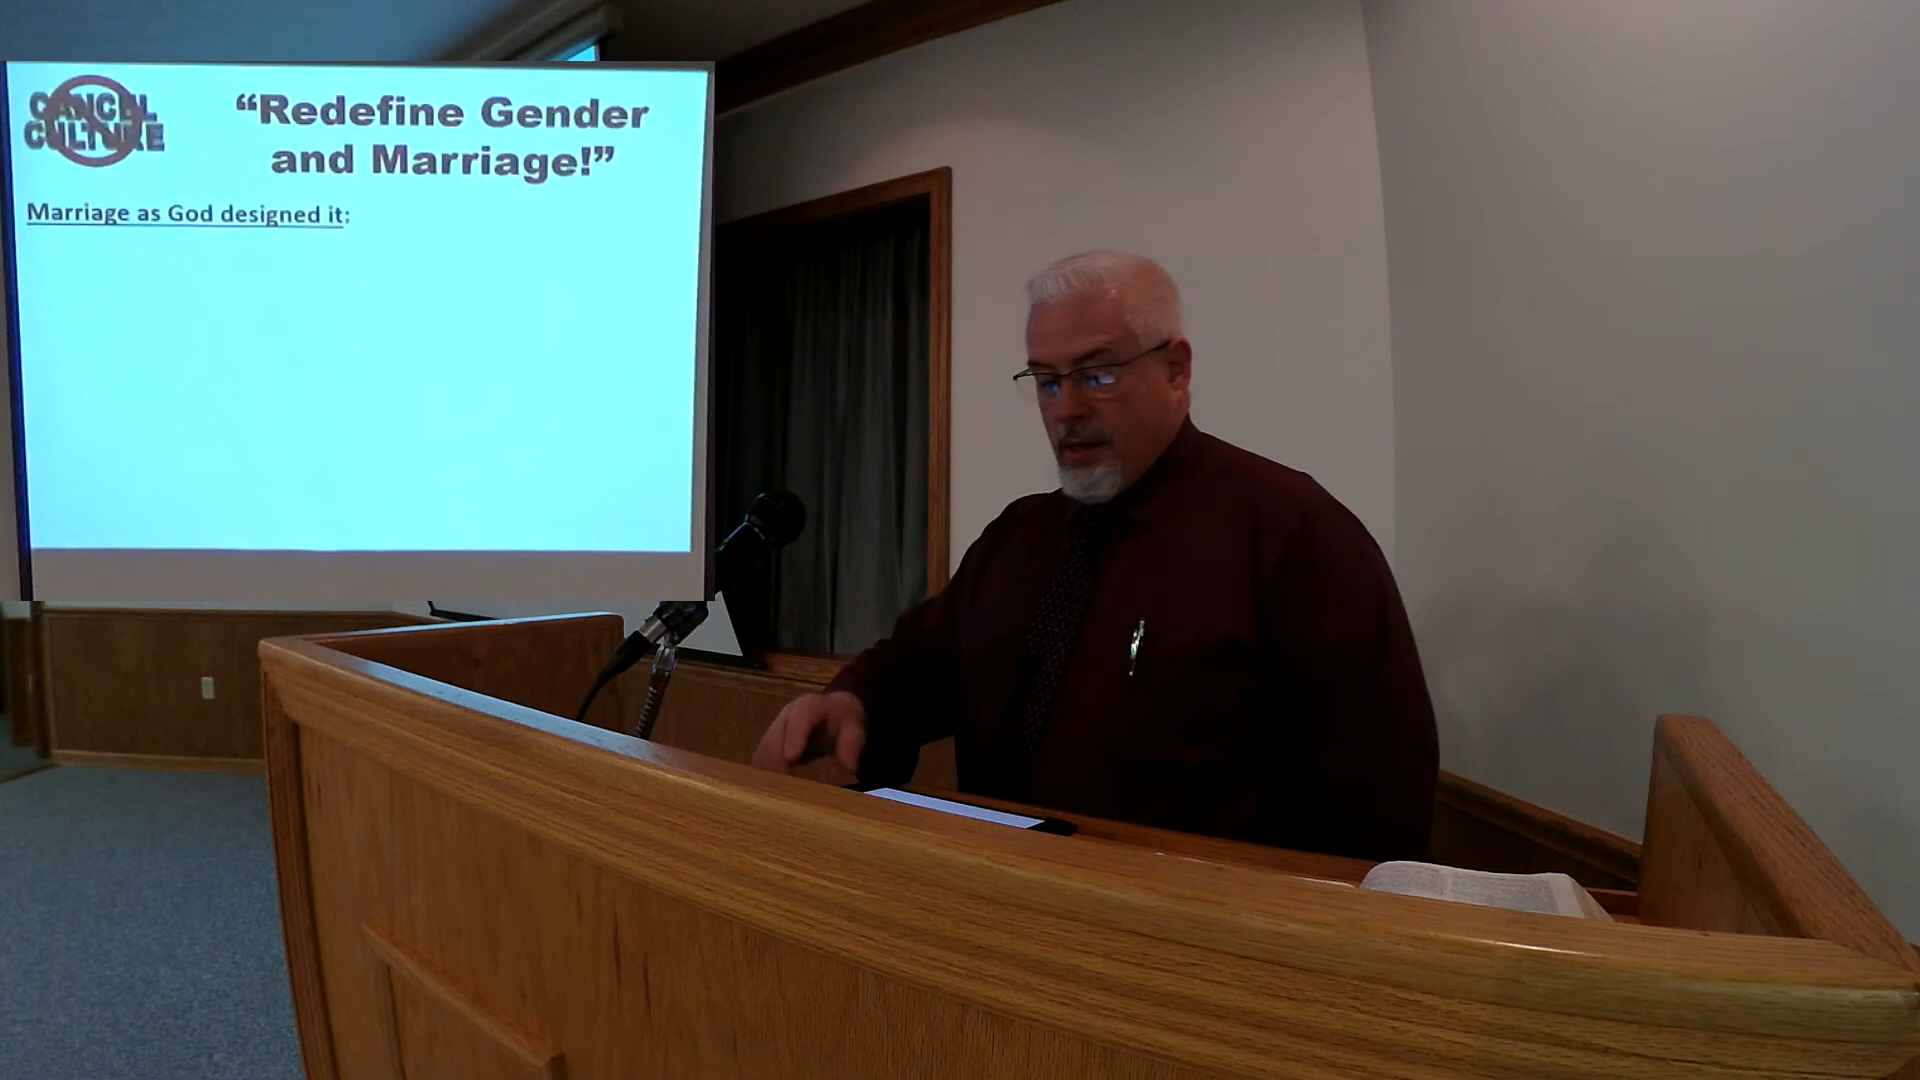 CANCEL
CULTURE
“Redefine Gender
and Marriage!”
Marriage as God designed it: